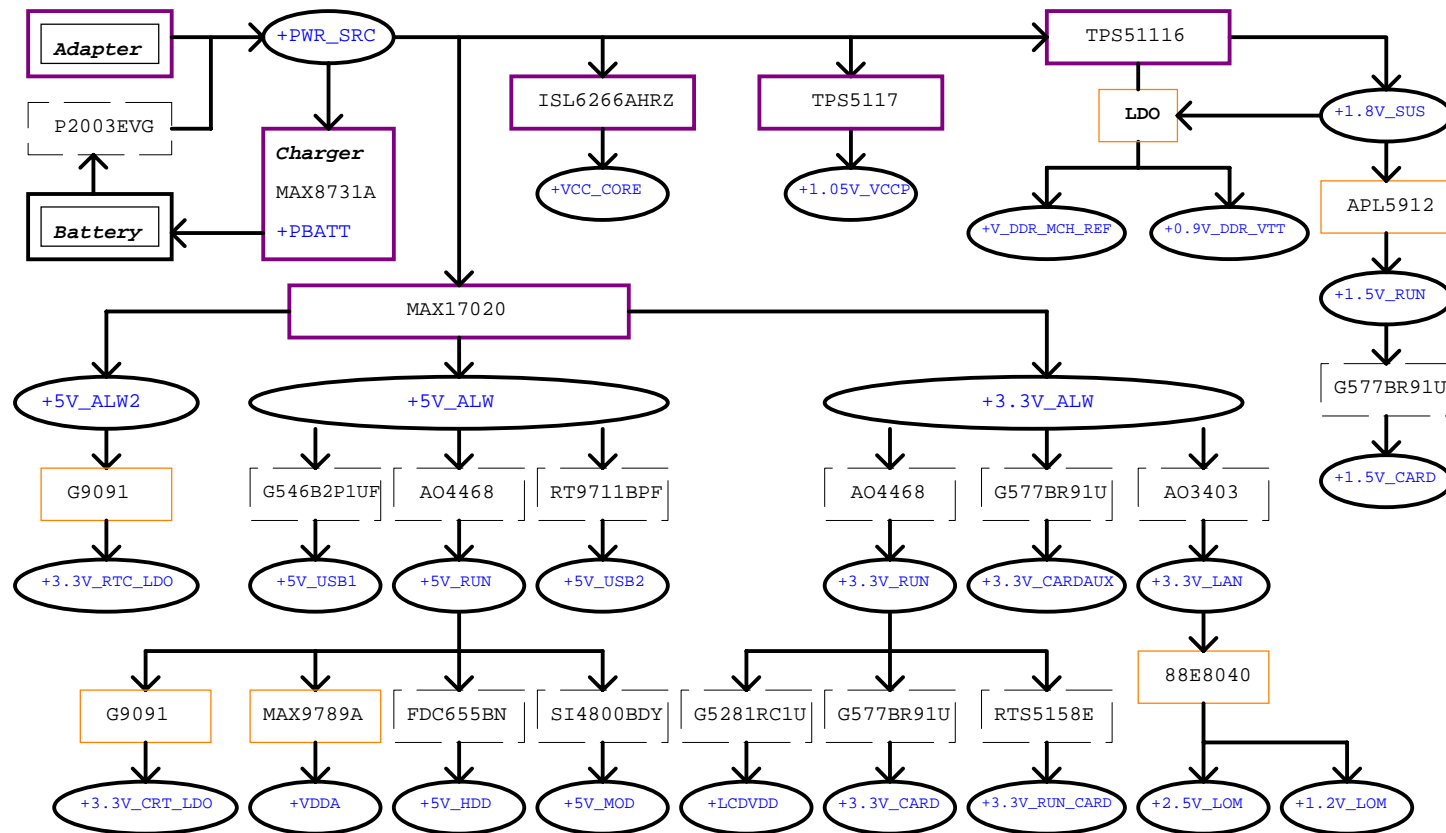 Adapter
+PWR_SRC
TPS51116
ISL6266AHRZ
TPS5117
LDO
+1.8V_SUS
P2003EVG
Charger
MAX8731A
+PBATT
+VCC_CORE
+1.05V_VCCP
APL5912
Battery
+V_DDR_MCH_REF
+0.9V_DDR_VTT
MAX17020
+1.5V_RUN
+5V_ALW2
+5V_ALW
+3.3V_ALW
G577BR91U
G9091
G546B2P1UF
AO4468
RT9711BPF
AO4468
G577BR91U
AO3403
+1.5V_CARD
+3.3V_RTC_LDO
+5V_USB1
+5V_RUN
+5V_USB2
+3.3V_RUN
+3.3V_CARDAUX
+3.3V_LAN
88E8040
G9091
MAX9789A
FDC655BN
SI4800BDY
G5281RC1U
G577BR91U
RTS5158E
+3.3V_CRT_LDO
+VDDA
+5V_HDD
+5V_MOD
+LCDVDD
+3.3V_CARD
+3.3V_RUN_CARD
+2.5V_LOM
+1.2V_LOM